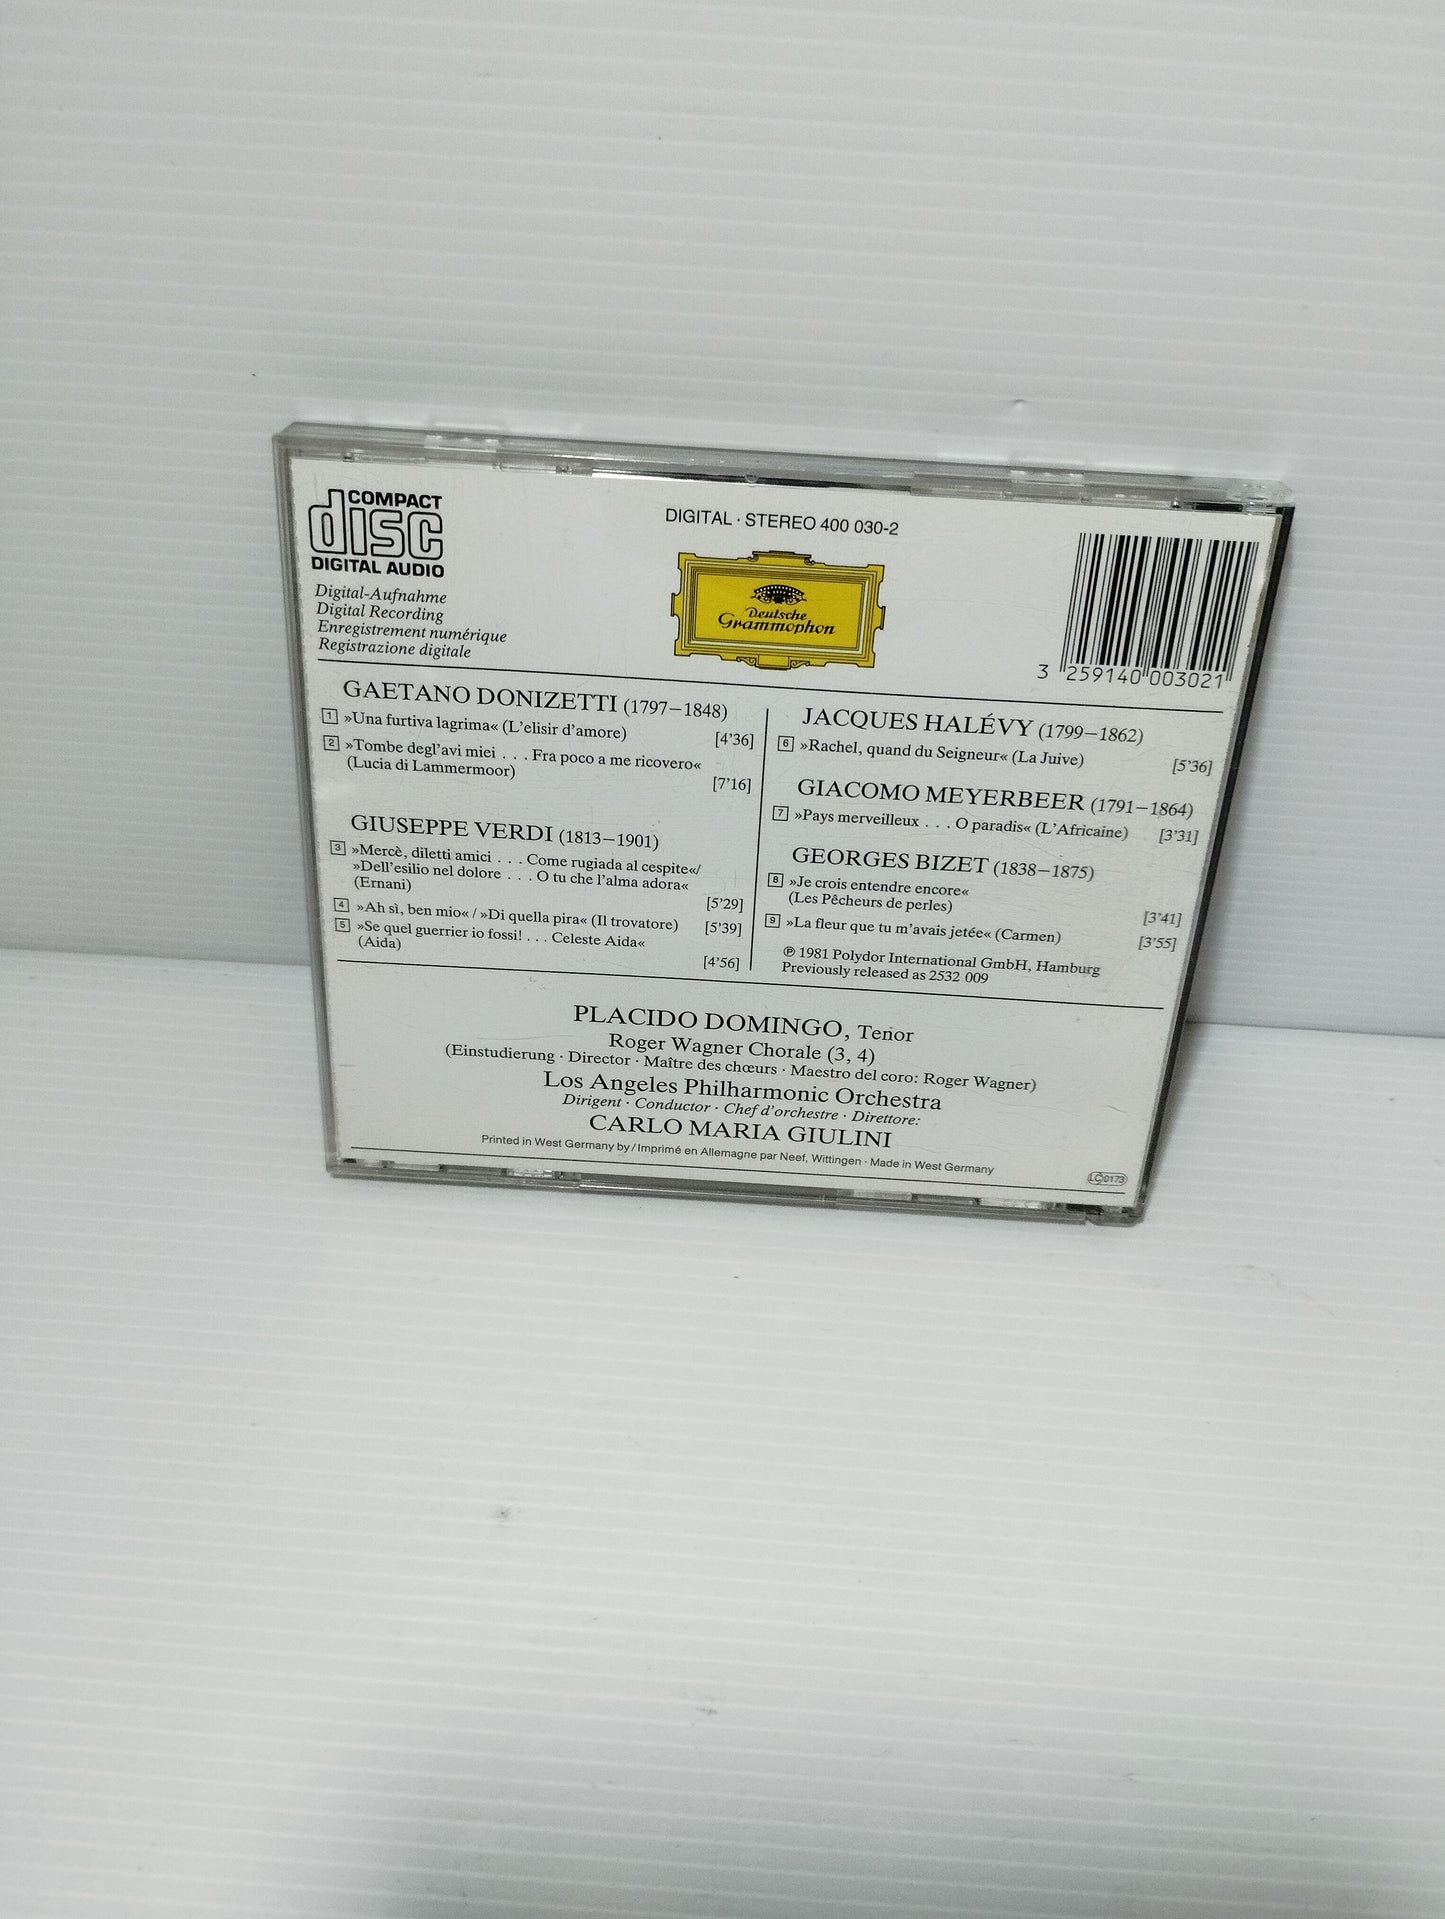 COMPACT
disc
DIGITAL AUDIO
Digital-Aufnahme
Digital Recording
Enregistrement numérique
Registrazione digitale
DIGITAL · STEREO 400 030-2
Deutsche
Grammophon
3 259140 003021
GAETANO DONIZETTI (1797–1848)
1 »Una furtiva lagrima« (L'elisir d'amore) [4'36]
2 »Tombe degl'avi miei . . . Fra poco a me ricovero«
(Lucia di Lammermoor) [7'16]
GIUSEPPE VERDI (1813–1901)
3 »Mercè, diletti amici . . . Come rugiada al cespite«/
»Dell'esilio nel dolore . . . O tu che l'alma adora«
(Ernani) [5'29]
4 »Ah sì, ben mio« / »Di quella pira« (Il trovatore) [5'39]
5 »Se quel guerrier io fossi! . . . Celeste Aida«
(Aida) [4'56]
JACQUES HALÉVY (1799–1862)
6 »Rachel, quand du Seigneur« (La Juive) [5'36]
GIACOMO MEYERBEER (1791–1864)
7 »Pays merveilleux . . . O paradis« (L'Africaine) [3'31]
GEORGES BIZET (1838–1875)
8 »Je crois entendre encore«
(Les Pêcheurs de perles) [3'41]
9 »La fleur que tu m'avais jetée« (Carmen) [3'55]
℗ 1981 Polydor International GmbH, Hamburg
Previously released as 2532 009
PLACIDO DOMINGO, Tenor
Roger Wagner Chorale (3, 4)
(Einstudierung · Director · Maître des chœurs · Maestro del coro: Roger Wagner)
Los Angeles Philharmonic Orchestra
Dirigent · Conductor · Chef d'orchestre · Direttore:
CARLO MARIA GIULINI
Printed in West Germany by / Imprimé en Allemagne par Neef, Wittingen · Made in West Germany
LC 0173